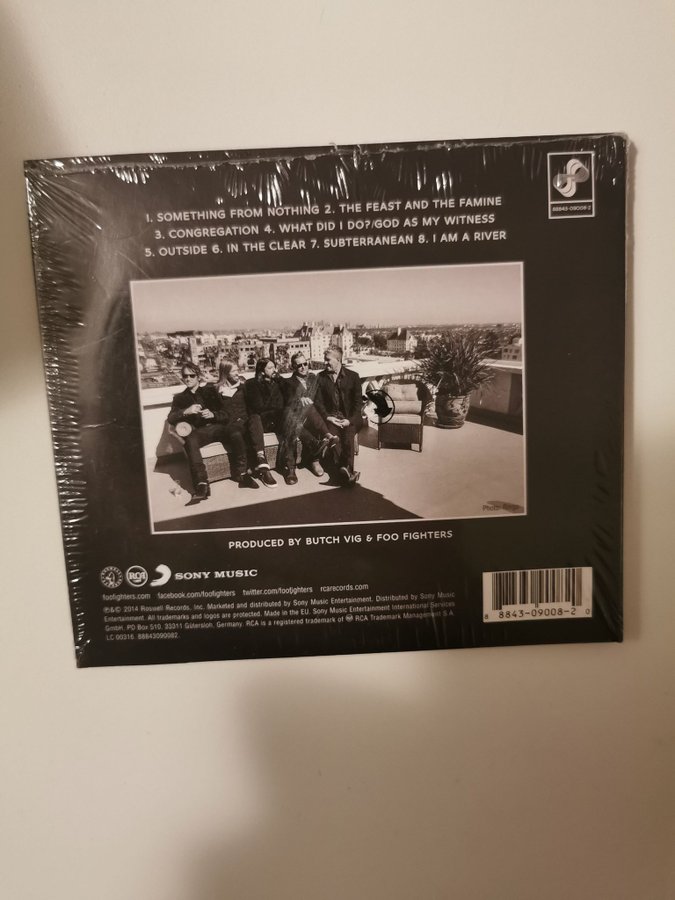 88843-09008-2
1. SOMETHING FROM NOTHING 2. THE FEAST AND THE FAMINE
3. CONGREGATION 4. WHAT DID I DO?/GOD AS MY WITNESS
5. OUTSIDE 6. IN THE CLEAR 7. SUBTERRANEAN 8. I AM A RIVER
Photo:
PRODUCED BY BUTCH VIG & FOO FIGHTERS
RCA SONY MUSIC
foofighters.com facebook.com/foofighters twitter.com/foofighters rcarecords.com
℗&© 2014 Roswell Records, Inc. Marketed and distributed by Sony Music Entertainment. Distributed by Sony Music
Entertainment. All trademarks and logos are protected. Made in the EU. Sony Music Entertainment International Services
GmbH, PO Box 510, 33311 Gütersloh, Germany. RCA is a registered trademark of RCA Trademark Management S.A.
LC 00316. 88843090082.
8 8843-09008-2 0